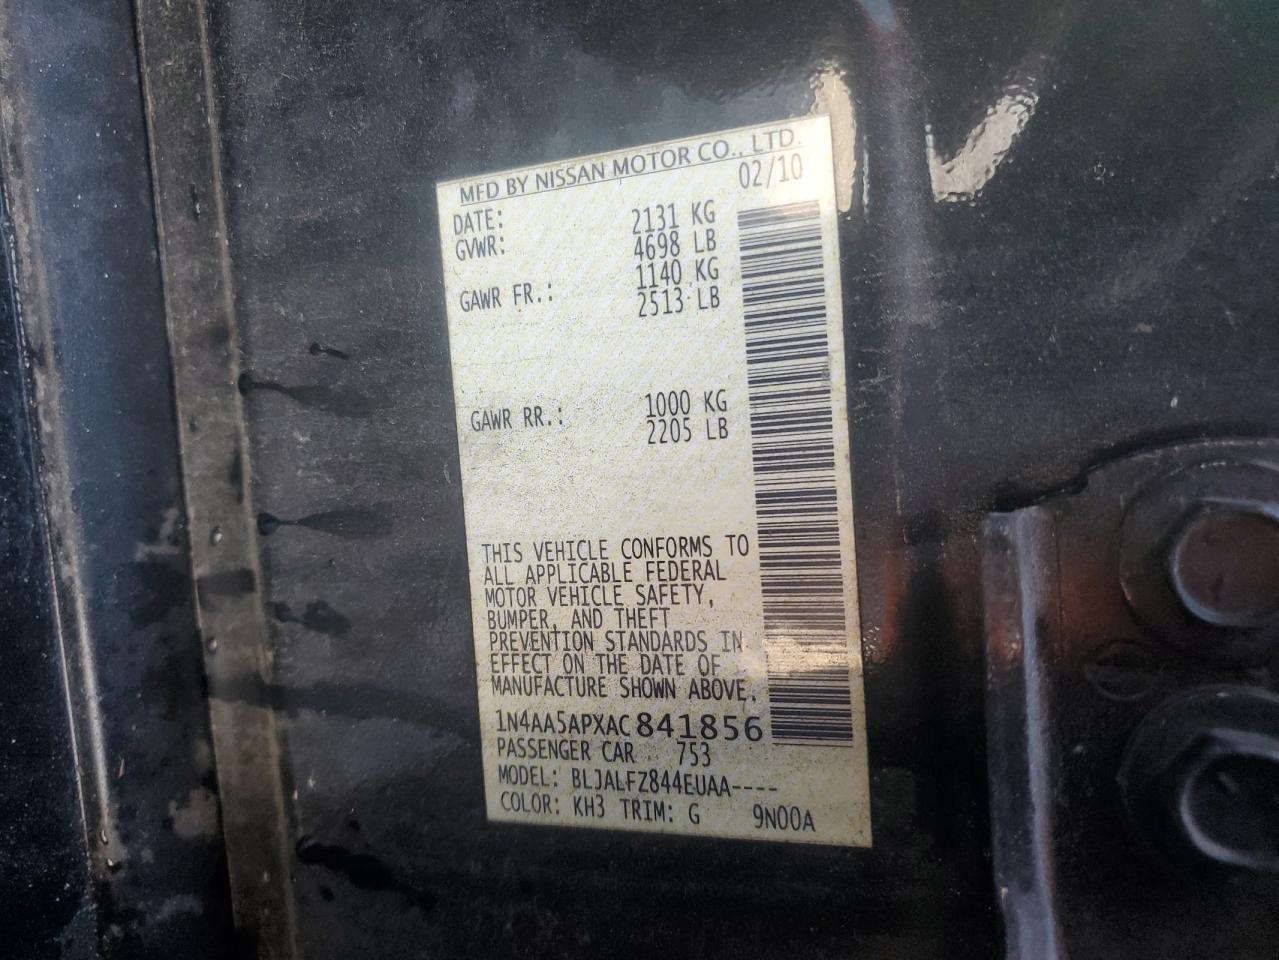 MFD BY NISSAN MOTOR CO., LTD.
DATE: 02/10
GVWR: 2131 KG
4698 LB
GAWR FR.: 1140 KG
2513 LB
GAWR RR.: 1000 KG
2205 LB
THIS VEHICLE CONFORMS TO
ALL APPLICABLE FEDERAL
MOTOR VEHICLE SAFETY,
BUMPER, AND THEFT
PREVENTION STANDARDS IN
EFFECT ON THE DATE OF
MANUFACTURE SHOWN ABOVE.
1N4AA5APXAC841856
PASSENGER CAR 753
MODEL: BLJALFZ844EUAA----
COLOR: KH3 TRIM: G 9N00A